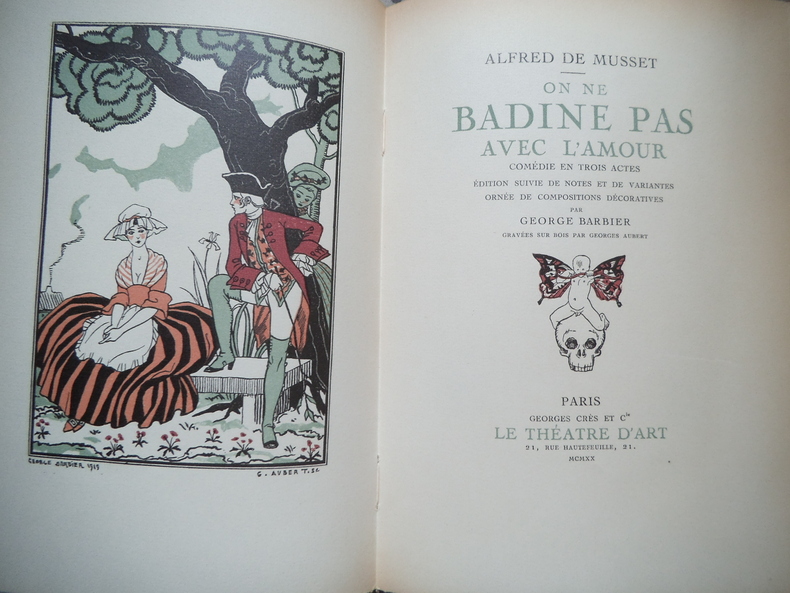 GEORGE BARBIER 1919
G. AUBERT. SC.
ALFRED DE MUSSET
ON NE
BADINE PAS
AVEC L'AMOUR
COMÉDIE EN TROIS ACTES
ÉDITION SUIVIE DE NOTES ET DE VARIANTES
ORNÉE DE COMPOSITIONS DÉCORATIVES
PAR
GEORGE BARBIER
GRAVÉES SUR BOIS PAR GEORGES AUBERT
PARIS
GEORGES CRÈS ET Cie
LE THÉATRE D'ART
21, RUE HAUTEFEUILLE, 21.
MCMXX